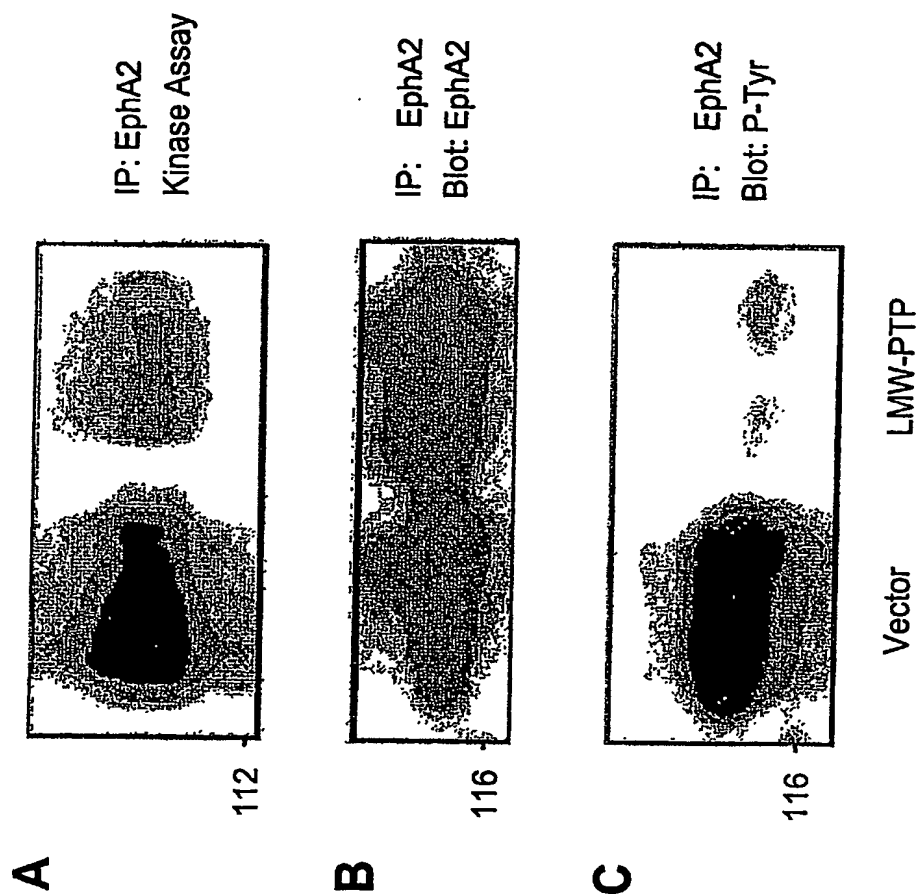 A
112
IP: EphA2
Kinase Assay
B
116
IP: EphA2
Blot: EphA2
C
116
IP: EphA2
Blot: P-Tyr
Vector
LMW-PTP